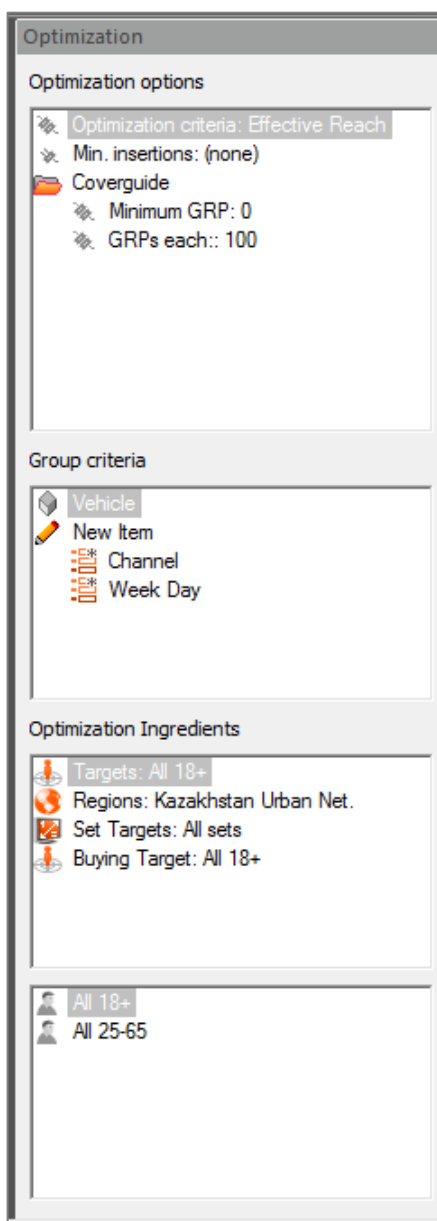 Optimization
Optimization options
Optimization criteria: Effective Reach
Min. insertions: (none)
Coverguide
Minimum GRP: 0
GRPs each:: 100
Group criteria
Vehicle
New Item
Channel
Week Day
Optimization Ingredients
Targets: All 18+
Regions: Kazakhstan Urban Net.
Set Targets: All sets
Buying Target: All 18+
All 18+
All 25-65